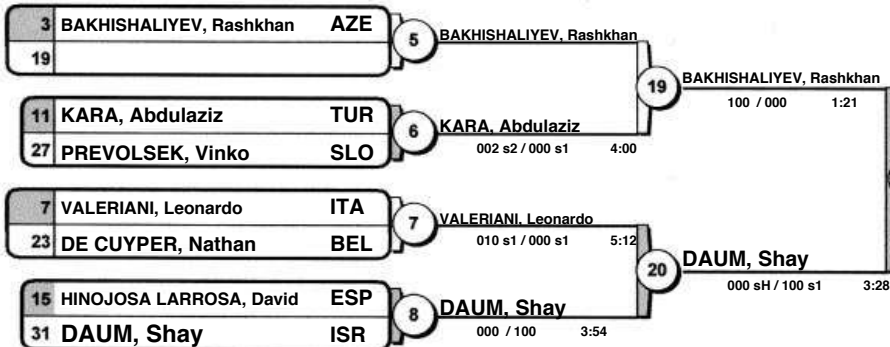 3 BAKHISHALIYEV, Rashkhan AZE
19
5
BAKHISHALIYEV, Rashkhan
11 KARA, Abdulaziz TUR
27 PREVOLSEK, Vinko SLO
6
KARA, Abdulaziz
002 s2 / 000 s1 4:00
19
BAKHISHALIYEV, Rashkhan
100 / 000 1:21
7 VALERIANI, Leonardo ITA
23 DE CUYPER, Nathan BEL
7
VALERIANI, Leonardo
010 s1 / 000 s1 5:12
15 HINOJOSA LARROSA, David ESP
31 DAUM, Shay ISR
8
DAUM, Shay
000 / 100 3:54
20
DAUM, Shay
000 sH / 100 s1 3:28